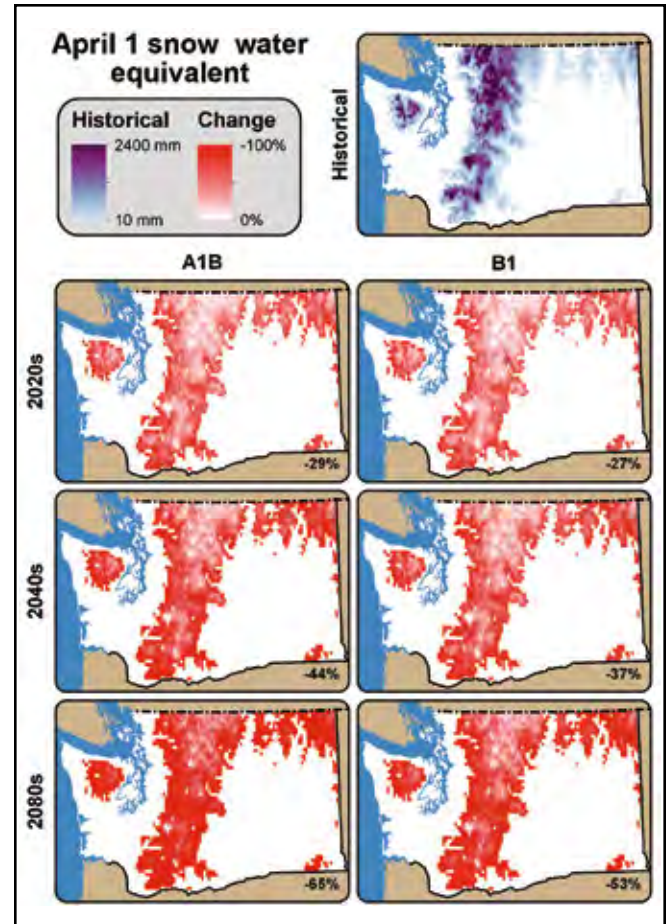 April 1 snow water
equivalent
Historical
Change
2400 mm
-100%
10 mm
0%
Historical
A1B
B1
2020s
-29%
-27%
2040s
-44%
-37%
2080s
-65%
-53%